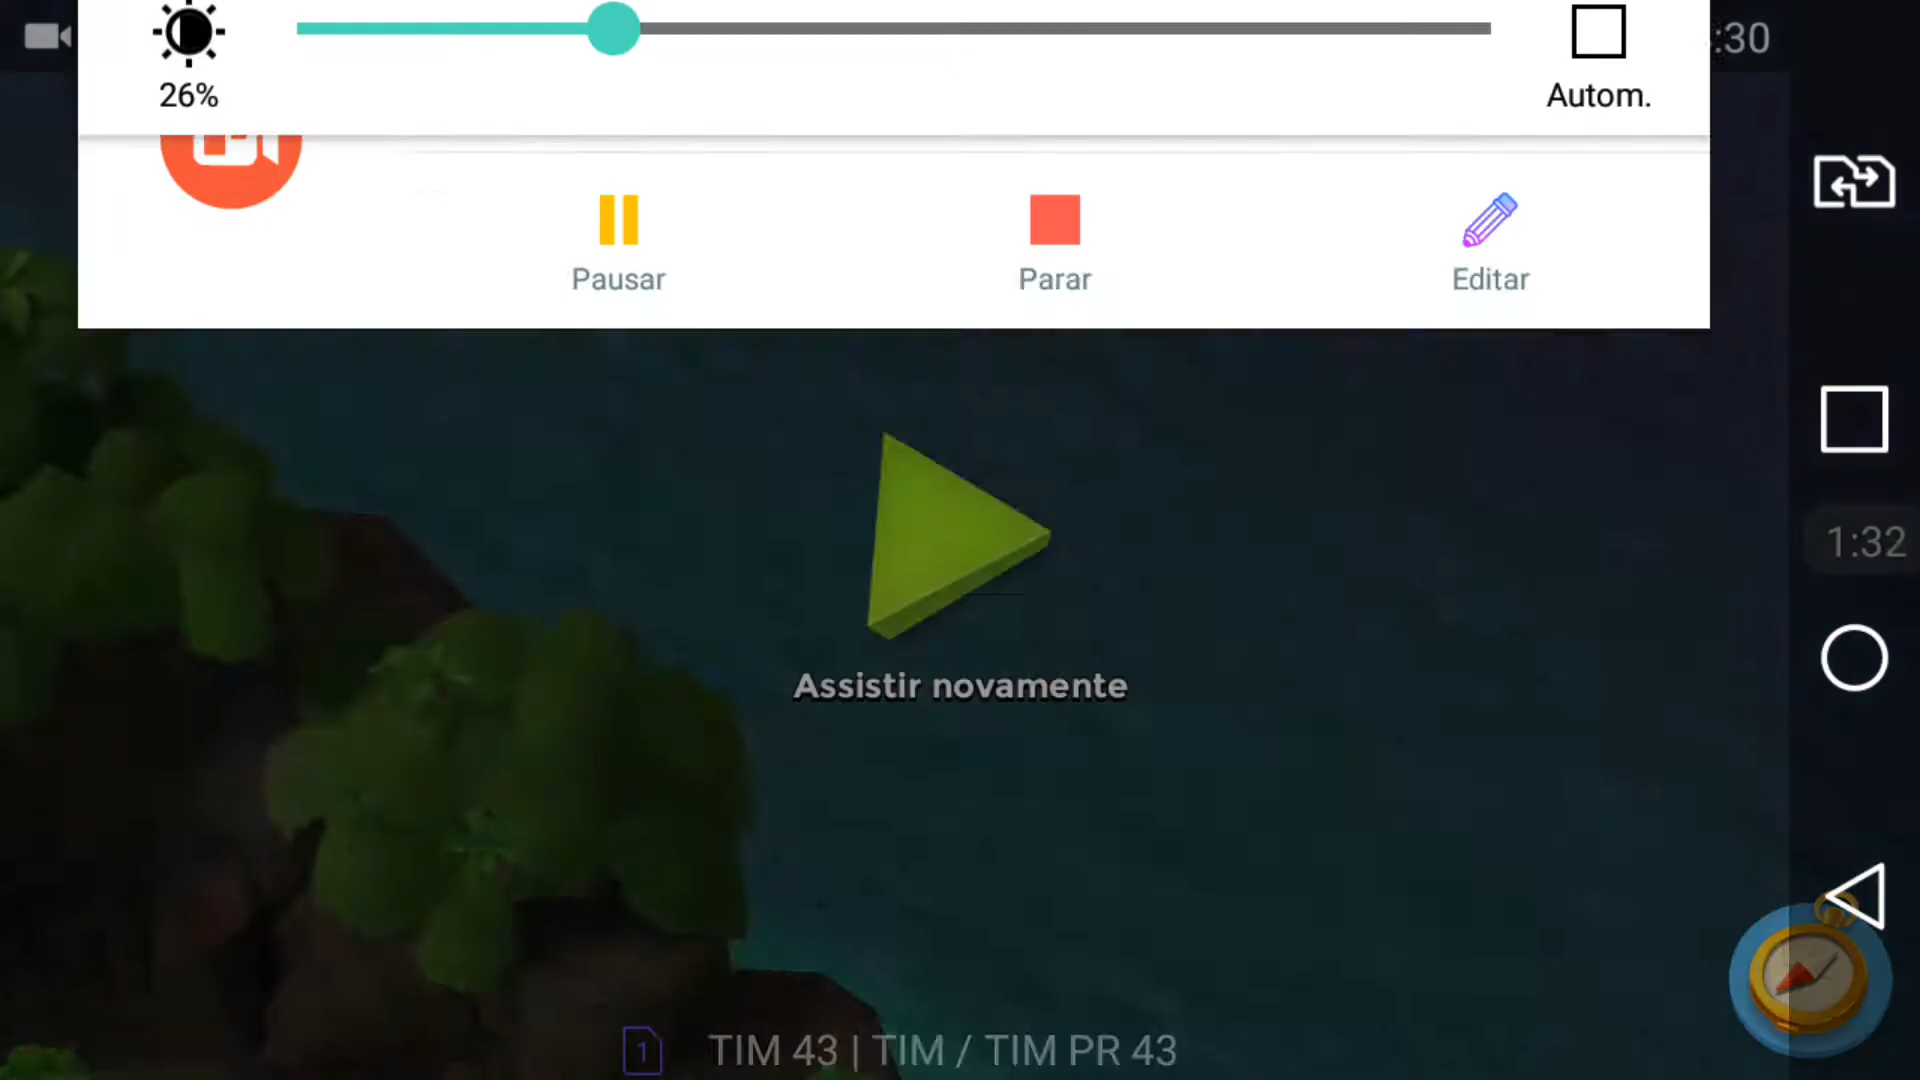 :30
26%
Autom.
Pausar
Parar
Editar
1:32
Assistir novamente
1 TIM 43 | TIM / TIM PR 43